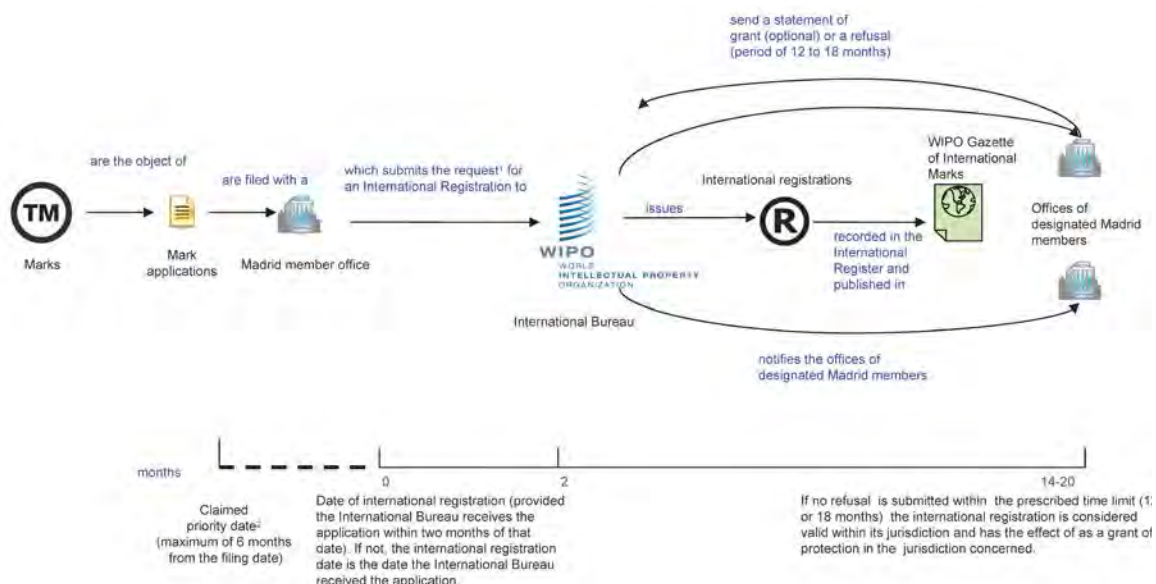 send a statement of
grant (optional) or a refusal
(period of 12 to 18 months)
are the object of
are filed with a
which submits the request¹ for
an International Registration to
TM
Marks
Mark
applications
Madrid member office
WIPO
WORLD
INTELLECTUAL PROPERTY
ORGANIZATION
International Bureau
issues
International registrations
R
recorded in the
International
Register and
published in
WIPO Gazette
of International
Marks
Offices of
designated Madrid
members
notifies the offices of
designated Madrid members
months
0
2
14-20
Claimed
priority date²
(maximum of 6 months
from the filing date)
Date of international registration (provided
the International Bureau receives the
application within two months of that
date). If not, the international registration
date is the date the International Bureau
received the application.
If no refusal is submitted within the prescribed time limit (12
or 18 months) the international registration is considered
valid within its jurisdiction and has the effect of as a grant of
protection in the jurisdiction concerned.